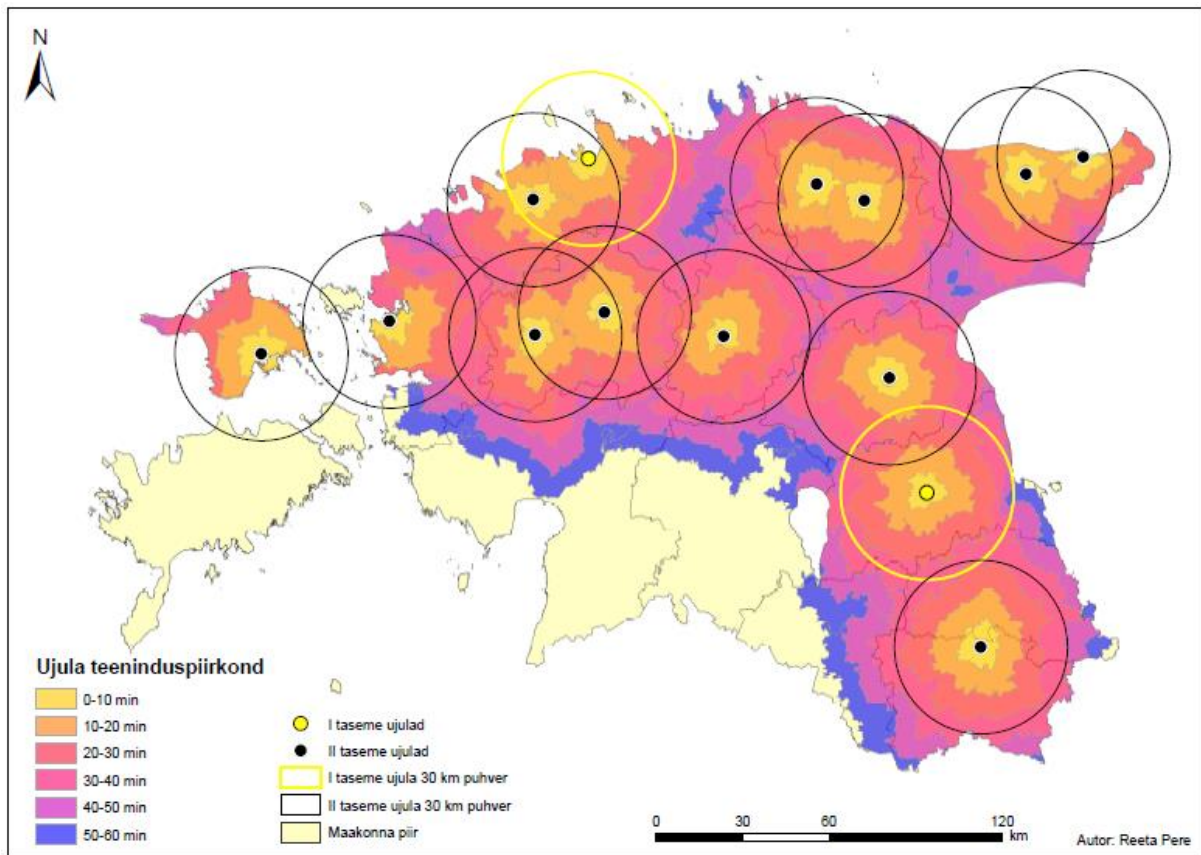 N
Ujula teeninduspiirkond
0-10 min
10-20 min
20-30 min
30-40 min
40-50 min
50-60 min
I taseme ujulad
II taseme ujulad
I taseme ujula 30 km puhver
II taseme ujula 30 km puhver
Maakonna piir
0 30 60 120
km
Autor: Reeta Pere